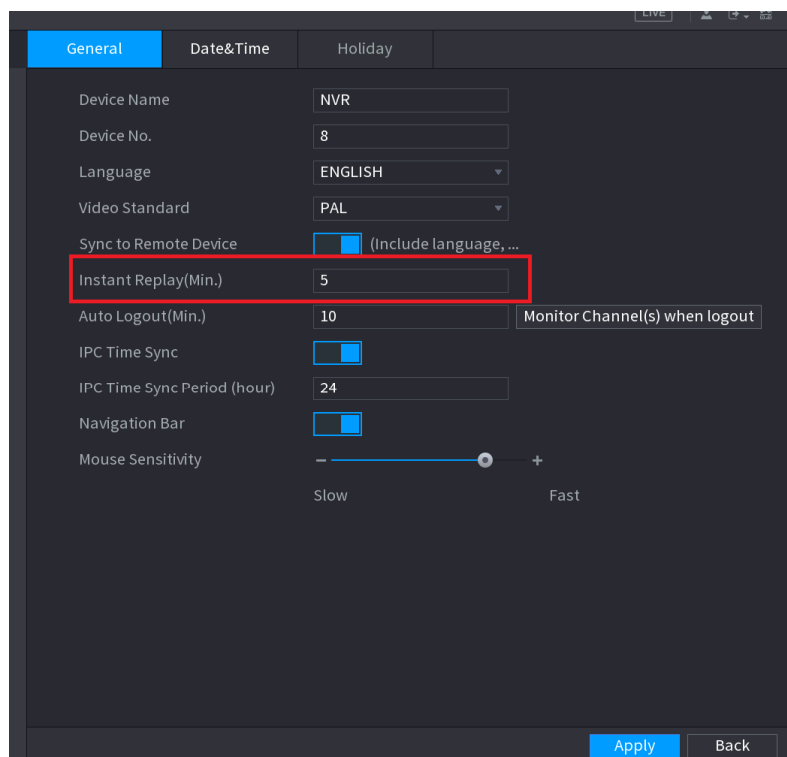 LIVE
General Date&Time Holiday
Device Name NVR
Device No. 8
Language ENGLISH
Video Standard PAL
Sync to Remote Device (Include language, ...
Instant Replay(Min.) 5
Auto Logout(Min.) 10 Monitor Channel(s) when logout
IPC Time Sync
IPC Time Sync Period (hour) 24
Navigation Bar
Mouse Sensitivity - +
Slow Fast
Apply Back